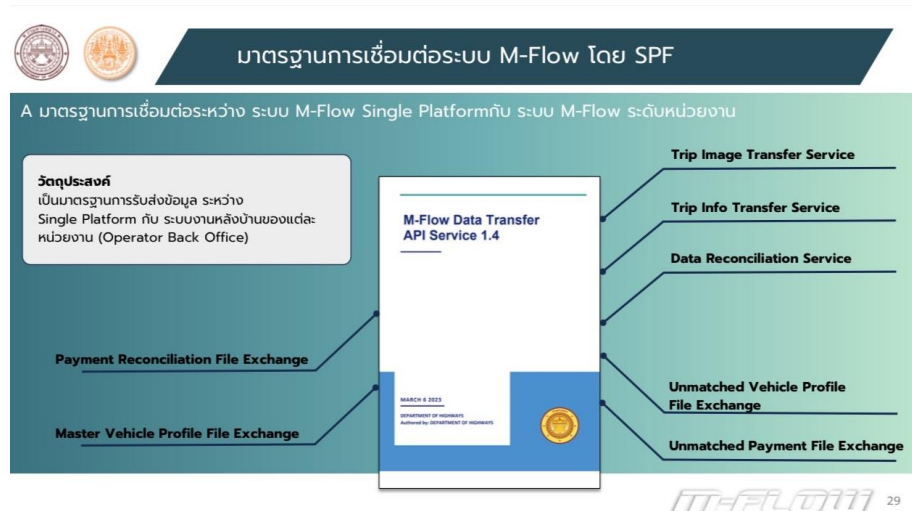 มาตรฐานการเชื่อมต่อระบบ M-Flow โดย SPF
A มาตรฐานการเชื่อมต่อระหว่าง ระบบ M-Flow Single Platformกับ ระบบ M-Flow ระดับหน่วยงาน
วัตถุประสงค์
เป็นมาตรฐานการรับส่งข้อมูล ระหว่าง
Single Platform กับ ระบบงานหลังบ้านของแต่ละ
หน่วยงาน (Operator Back Office)
Payment Reconciliation File Exchange
Master Vehicle Profile File Exchange
M-Flow Data Transfer
API Service 1.4
MARCH 6 2023
DEPARTMENT OF HIGHWAYS
Authored by: DEPARTMENT OF HIGHWAYS
Trip Image Transfer Service
Trip Info Transfer Service
Data Reconciliation Service
Unmatched Vehicle Profile
File Exchange
Unmatched Payment File Exchange
M-FLOW
29